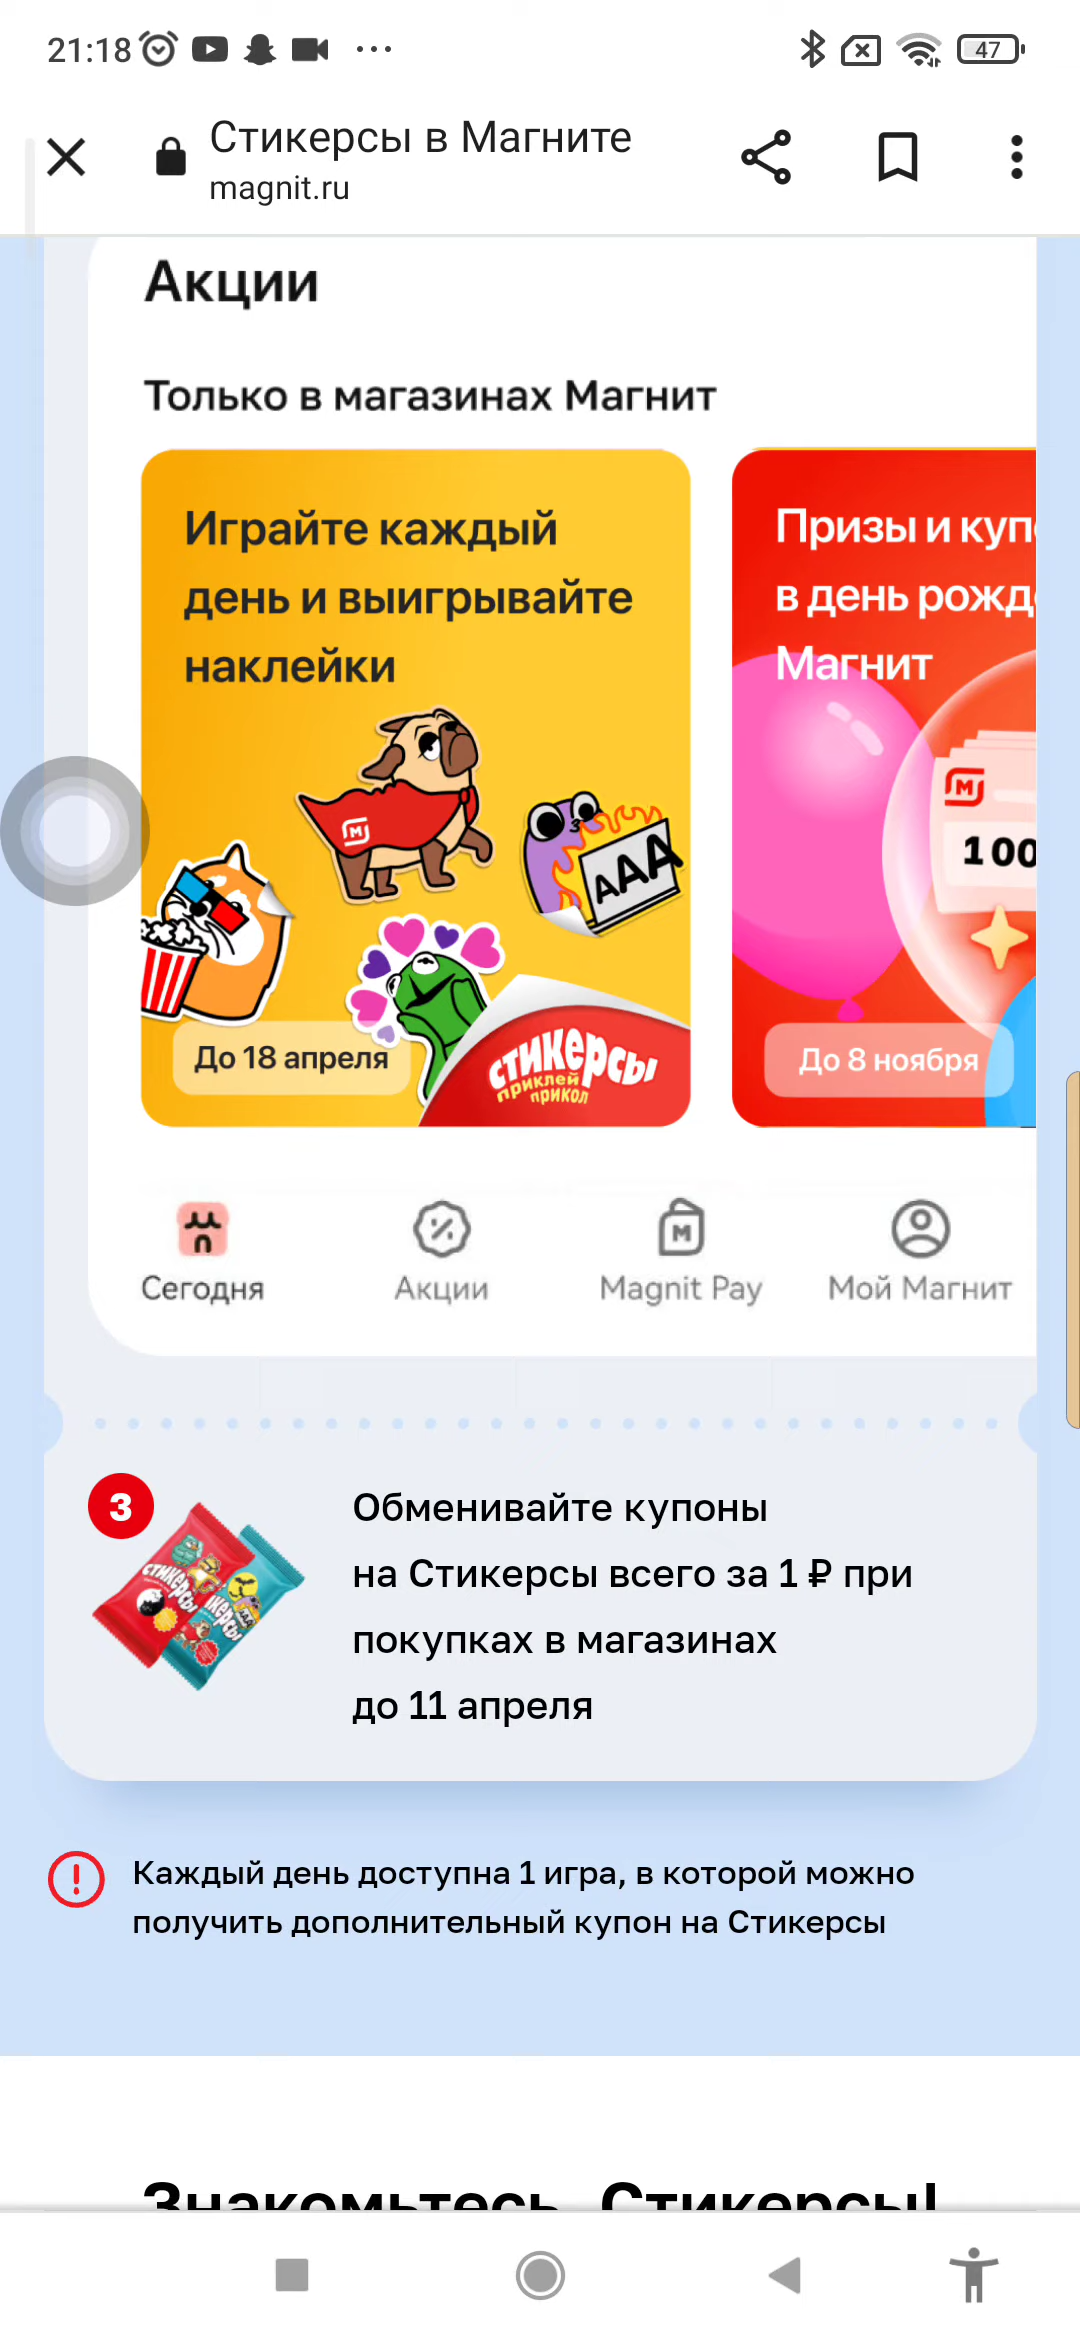 21:18
47
Стикерсы в Магните
magnit.ru
Акции
Только в магазинах Магнит
Играйте каждый
день и выигрывайте
наклейки
ААА
До 18 апреля
стикерсы
приклей
прикол
Призы и куп
в день рожд
Магнит
100
До 8 ноября
Сегодня
Акции
Magnit Pay
Мой Магнит
3
Обменивайте купоны
на Стикерсы всего за 1 ₽ при
покупках в магазинах
до 11 апреля
Каждый день доступна 1 игра, в которой можно
получить дополнительный купон на Стикерсы
Знакомьтесь, Стикерсы!